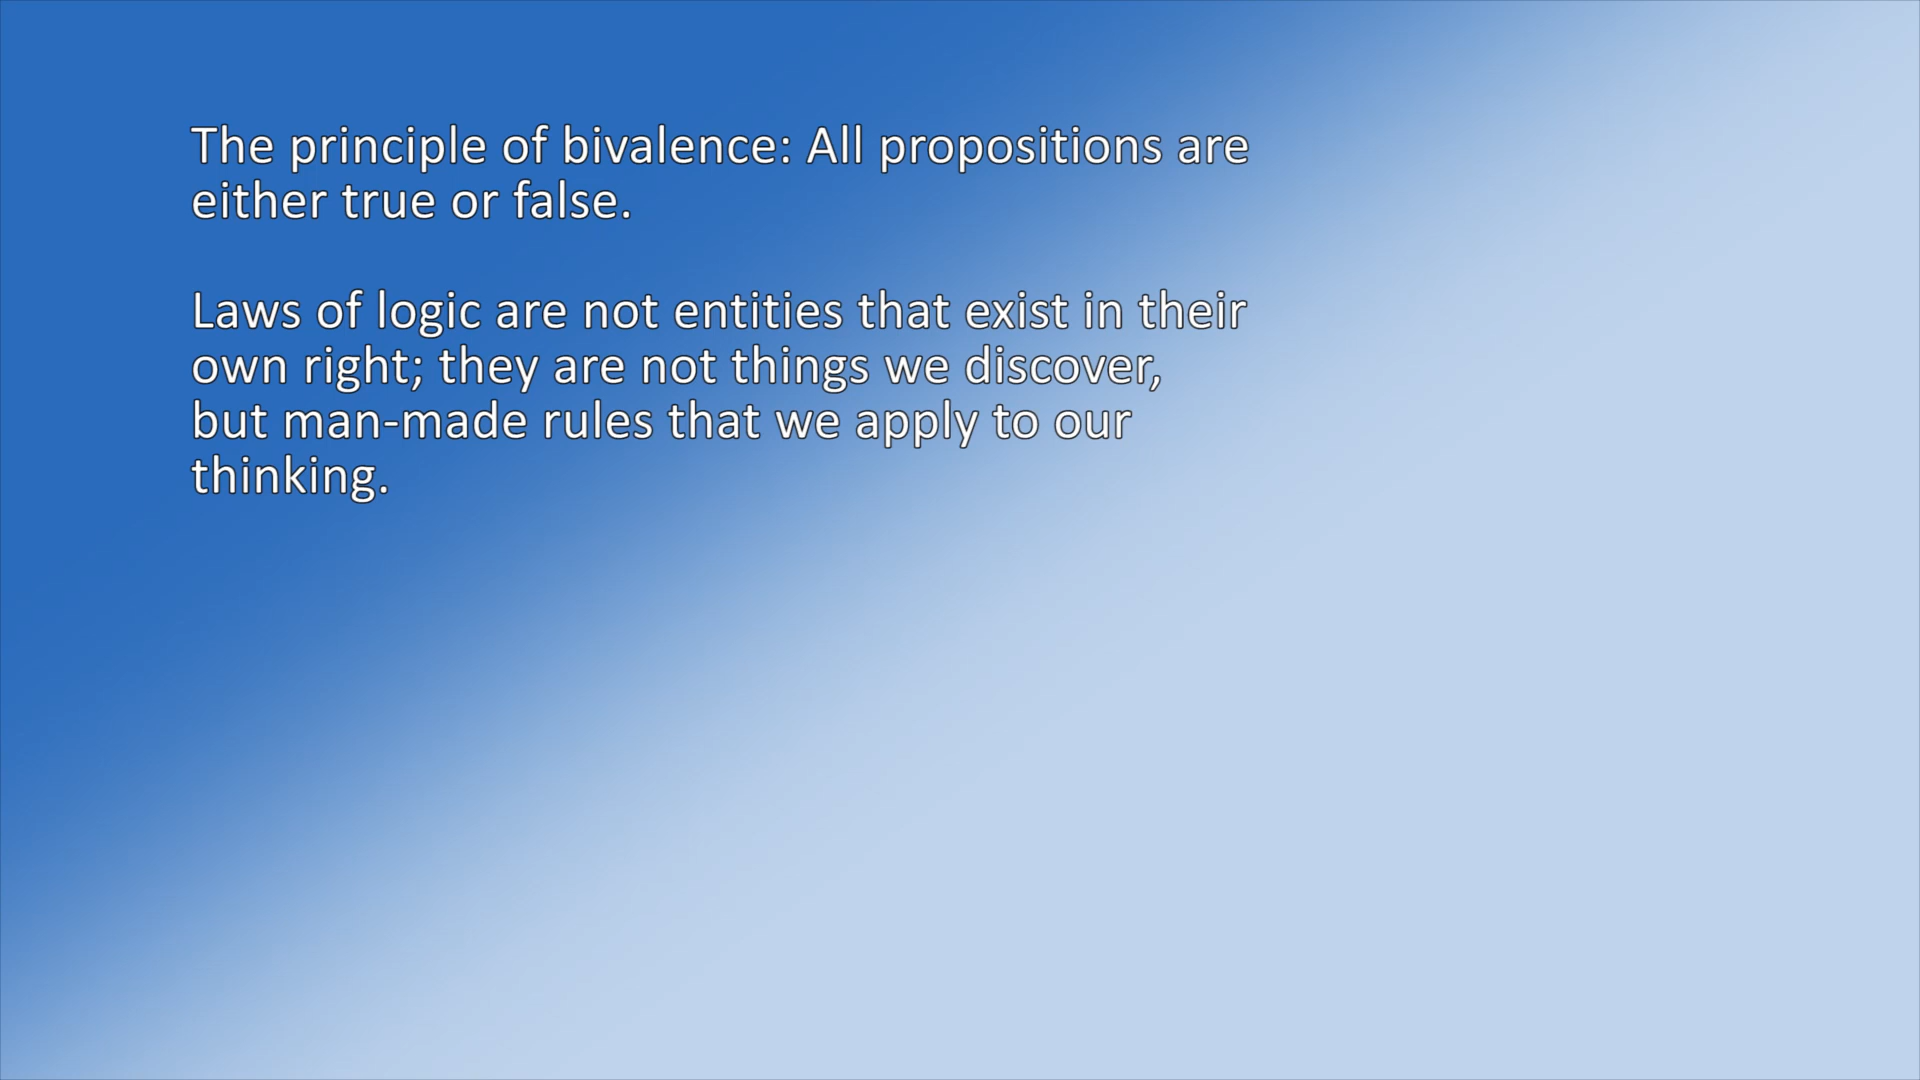 The principle of bivalence: All propositions are
either true or false.
Laws of logic are not entities that exist in their
own right; they are not things we discover,
but man-made rules that we apply to our
thinking.